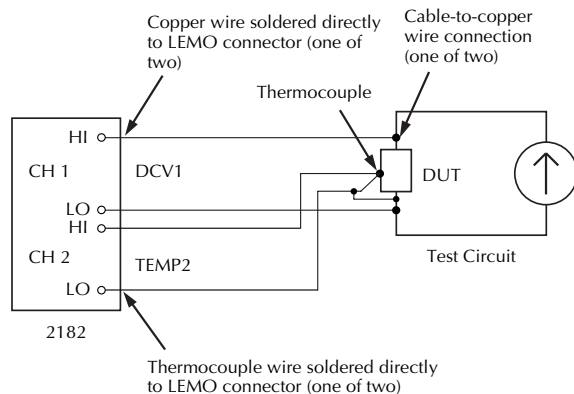 Copper wire soldered directly
to LEMO connector (one of
two)
Cable-to-copper
wire connection
(one of two)
Thermocouple
HI
CH 1
DCV1
DUT
LO
HI
CH 2
TEMP2
Test Circuit
LO
2182
Thermocouple wire soldered directly
to LEMO connector (one of two)